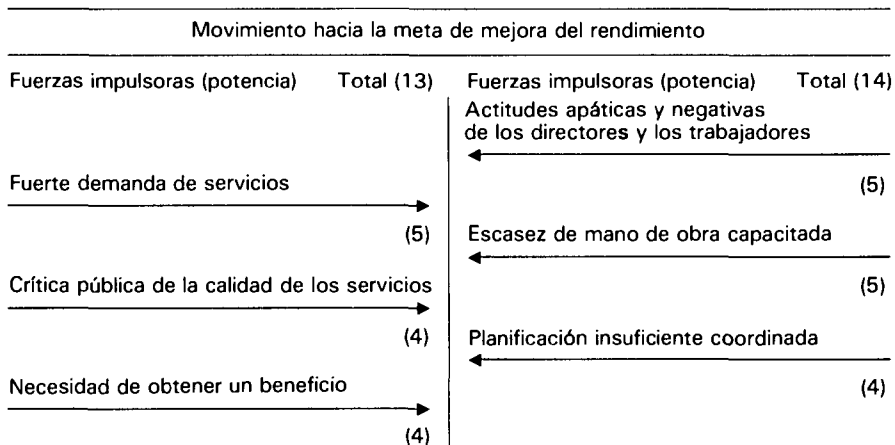 Movimiento hacia la meta de mejora del rendimiento
Fuerzas impulsoras (potencia) Total (13)
Fuerte demanda de servicios
(5)
Crítica pública de la calidad de los servicios
(4)
Necesidad de obtener un beneficio
(4)
Fuerzas impulsoras (potencia) Total (14)
Actitudes apáticas y negativas
de los directores y los trabajadores
(5)
Escasez de mano de obra capacitada
(5)
Planificación insuficiente coordinada
(4)